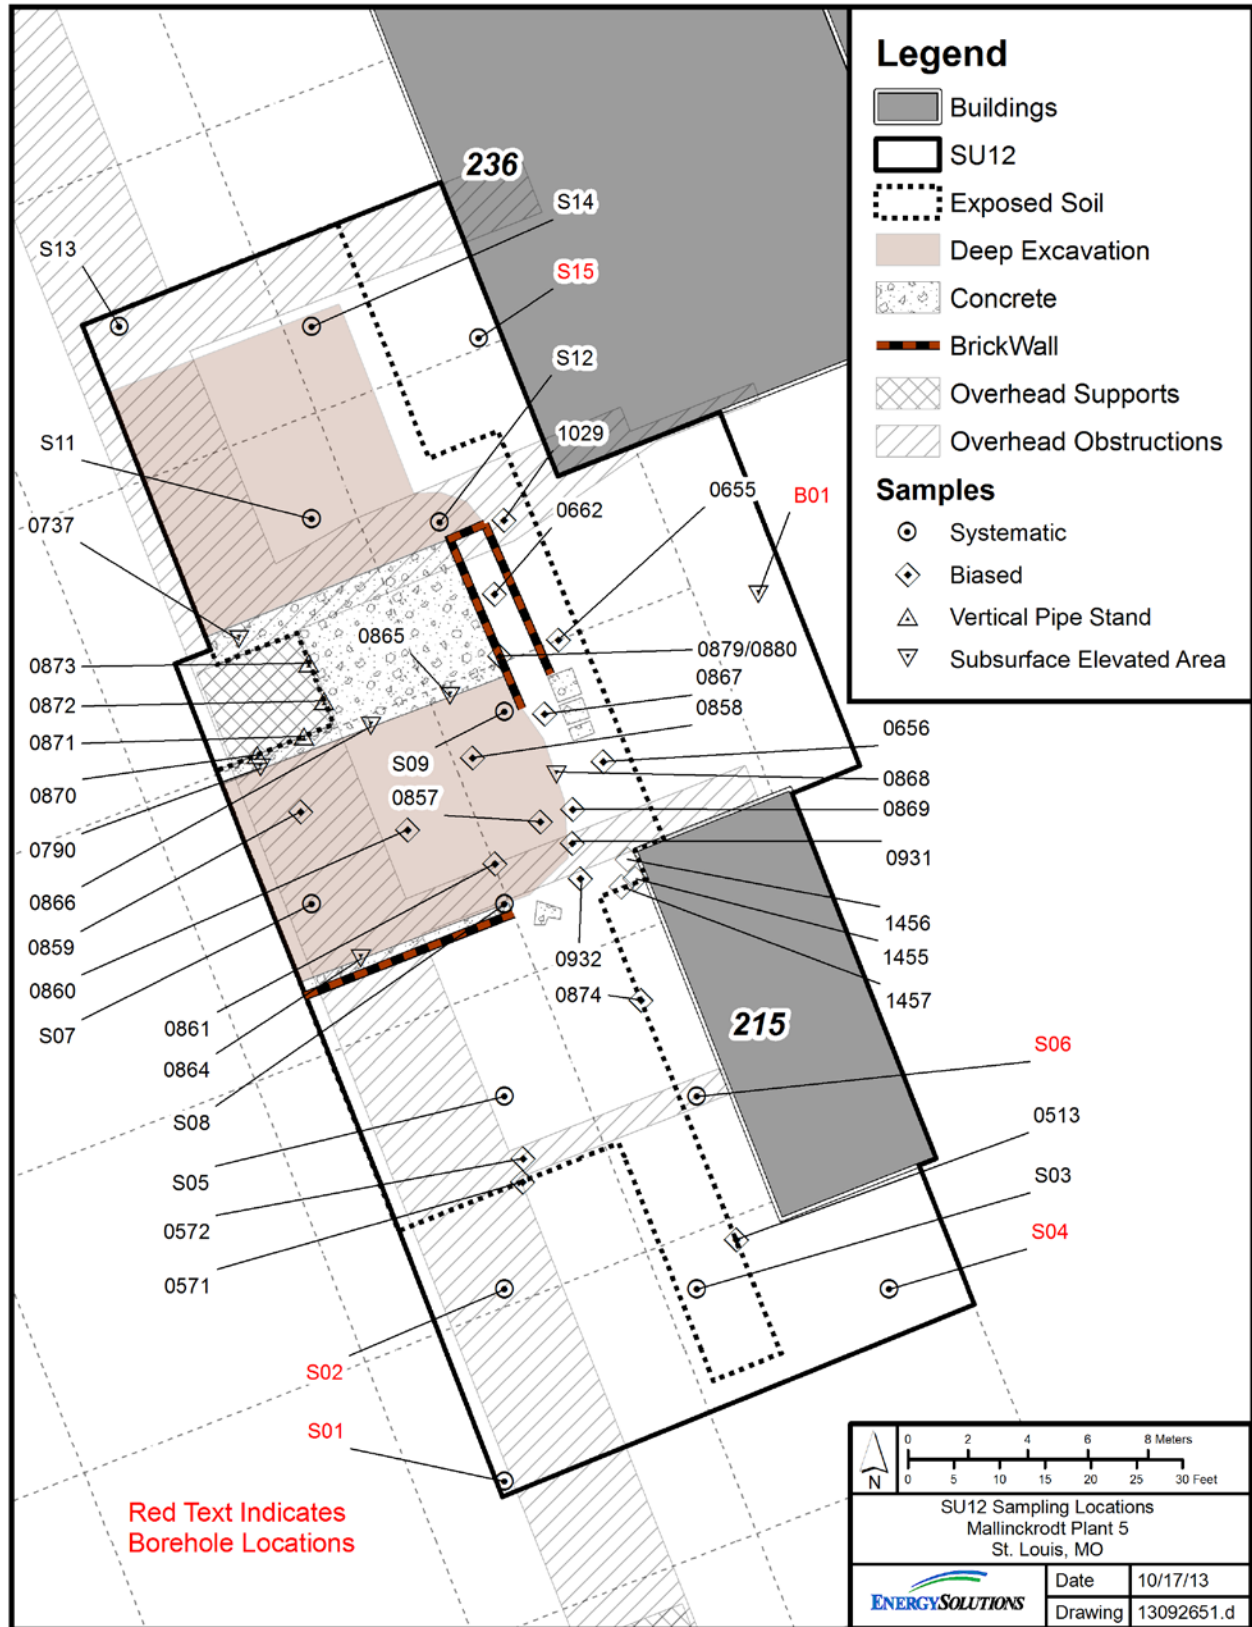 Legend
Buildings
SU12
Exposed Soil
Deep Excavation
Concrete
BrickWall
Overhead Supports
Overhead Obstructions
Samples
Systematic
Biased
Vertical Pipe Stand
Subsurface Elevated Area
236
S14
S13
S15
S12
1029
S11
0655
B01
0662
0737
0865
0879/0880
0873
0867
0872
0858
0871
0656
S09
0868
0870
0857
0869
0790
0931
0866
1456
0859
1455
0932
0860
0874
1457
0861
215
S07
S06
0864
0513
S08
S05
S03
0572
S04
0571
S02
S01
Red Text Indicates
Borehole Locations
N
0 2 4 6 8 Meters
0 5 10 15 20 25 30 Feet
SU12 Sampling Locations
Mallinckrodt Plant 5
St. Louis, MO
ENERGYSOLUTIONS
Date 10/17/13
Drawing 13092651.d